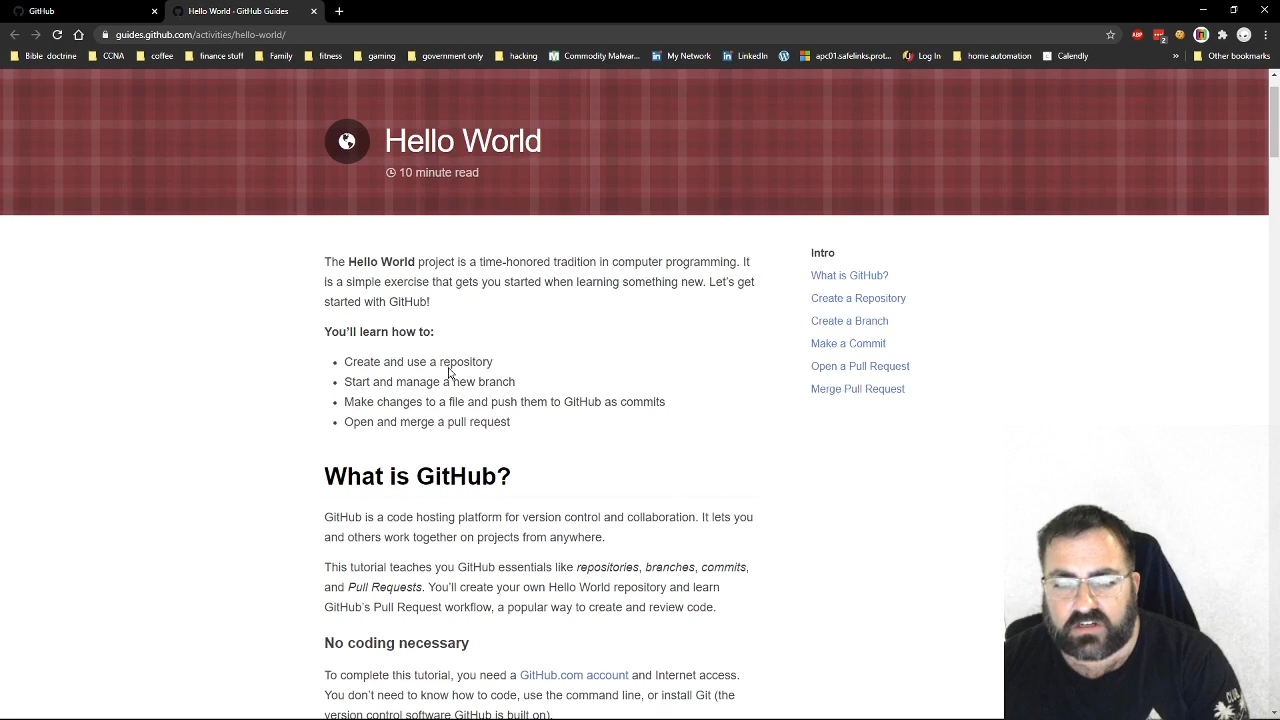 GitHub
Hello World · GitHub Guides
guides.github.com/activities/hello-world/
2
Bible doctrine
CCNA
coffee
finance stuff
Family
fitness
gaming
government only
hacking
Commodity Malwar...
My Network
LinkedIn
apc01.safelinks.prot...
Log in
home automation
Calendly
»
Other bookmarks
Hello World
10 minute read
The Hello World project is a time-honored tradition in computer programming. It
is a simple exercise that gets you started when learning something new. Let's get
started with GitHub!
You'll learn how to:
• Create and use a repository
• Start and manage a new branch
• Make changes to a file and push them to GitHub as commits
• Open and merge a pull request
Intro
What is GitHub?
Create a Repository
Create a Branch
Make a Commit
Open a Pull Request
Merge Pull Request
What is GitHub?
GitHub is a code hosting platform for version control and collaboration. It lets you
and others work together on projects from anywhere.
This tutorial teaches you GitHub essentials like repositories, branches, commits,
and Pull Requests. You'll create your own Hello World repository and learn
GitHub's Pull Request workflow, a popular way to create and review code.
No coding necessary
To complete this tutorial, you need a GitHub.com account and Internet access.
You don't need to know how to code, use the command line, or install Git (the
version control software GitHub is built on).